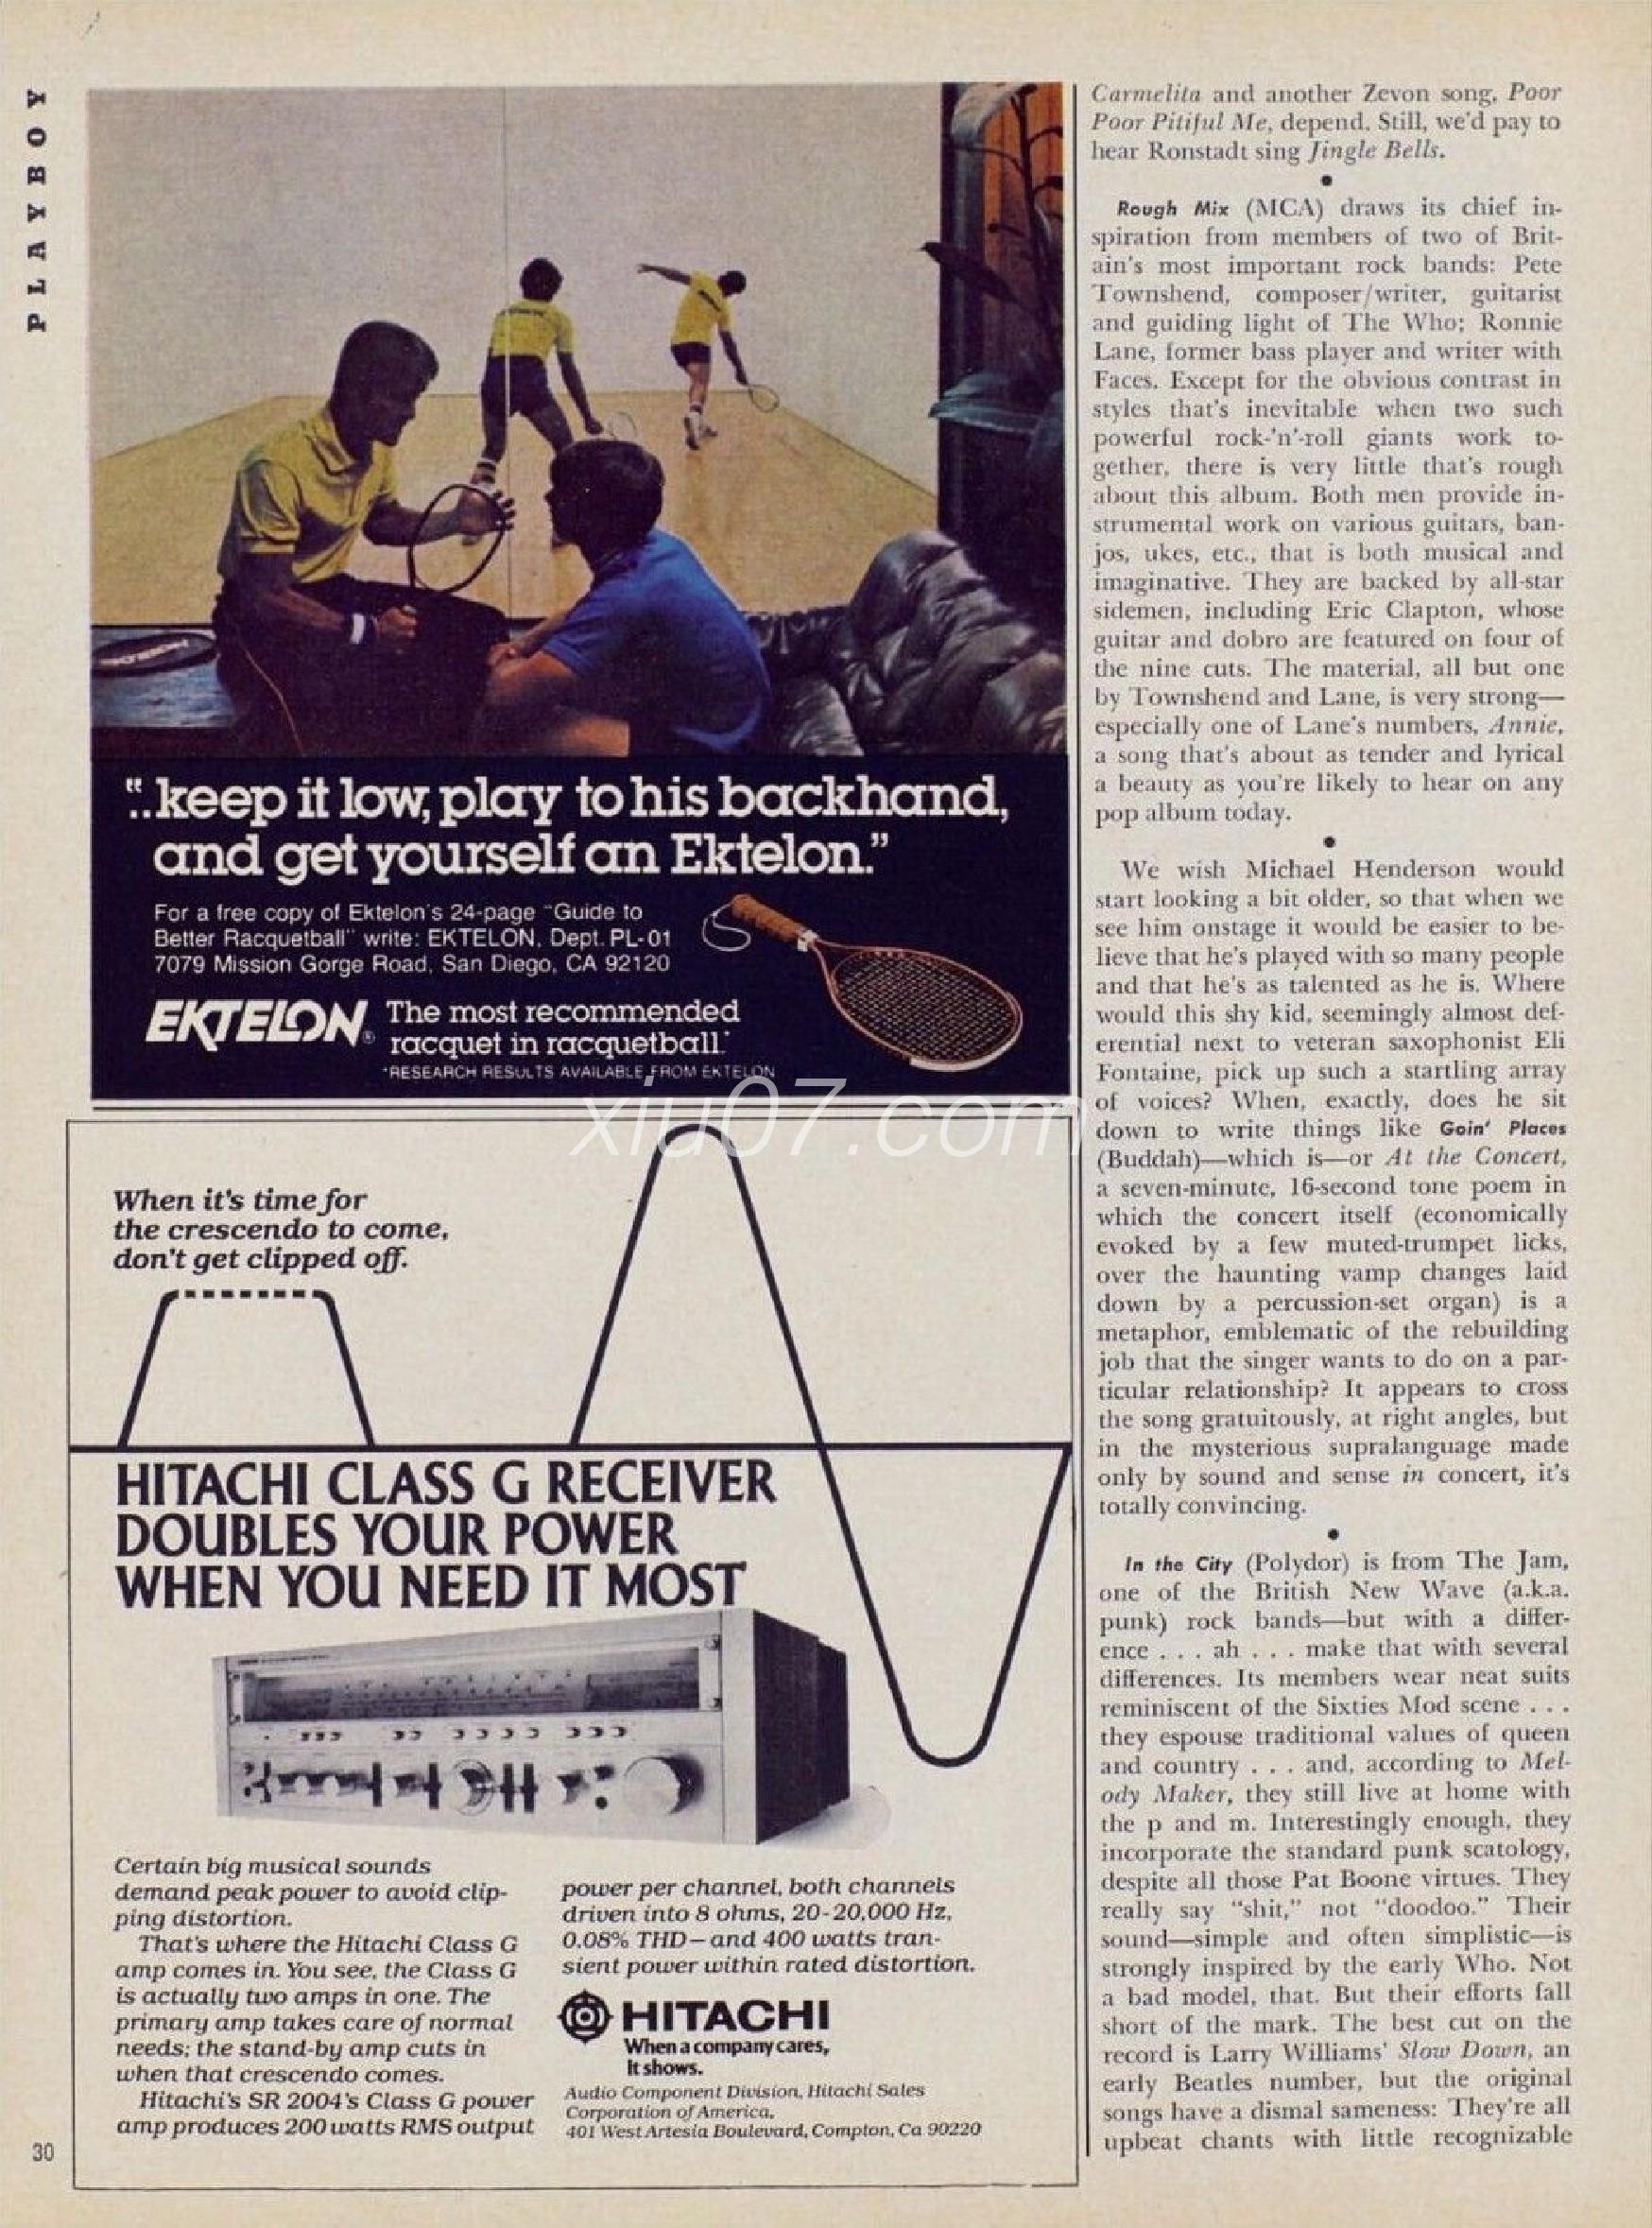 PLAYBOY
".. keep it low, play to his backhand,
and get yourself an Ektelon."
For a free copy of Ektelon's 24-page "Guide to
Better Racquetball" write: EKTELON, Dept. PL-01
7079 Mission Gorge Road, San Diego, CA 92120
EKTELON®
The most recommended
racquet in racquetball.*
*RESEARCH RESULTS AVAILABLE FROM EKTELON
xiu07.com
When it's time for
the crescendo to come,
don't get clipped off.
HITACHI CLASS G RECEIVER
DOUBLES YOUR POWER
WHEN YOU NEED IT MOST
Certain big musical sounds
demand peak power to avoid clip-
ping distortion.
That's where the Hitachi Class G
amp comes in. You see, the Class G
is actually two amps in one. The
primary amp takes care of normal
needs; the stand-by amp cuts in
when that crescendo comes.
Hitachi's SR 2004's Class G power
amp produces 200 watts RMS output
power per channel, both channels
driven into 8 ohms, 20-20,000 Hz,
0.08% THD—and 400 watts tran-
sient power within rated distortion.
HITACHI
When a company cares,
it shows.
Audio Component Division, Hitachi Sales
Corporation of America,
401 West Artesia Boulevard, Compton, Ca 90220
30
Carmelita and another Zevon song, Poor
Poor Pitiful Me, depend. Still, we'd pay to
hear Ronstadt sing Jingle Bells.
•
Rough Mix (MCA) draws its chief in-
spiration from members of two of Brit-
ain's most important rock bands: Pete
Townshend, composer/writer, guitarist
and guiding light of The Who; Ronnie
Lane, former bass player and writer with
Faces. Except for the obvious contrast in
styles that's inevitable when two such
powerful rock-'n'-roll giants work to-
gether, there is very little that's rough
about this album. Both men provide in-
strumental work on various guitars, ban-
jos, ukes, etc., that is both musical and
imaginative. They are backed by all-star
sidemen, including Eric Clapton, whose
guitar and dobro are featured on four of
the nine cuts. The material, all but one
by Townshend and Lane, is very strong—
especially one of Lane's numbers, Annie,
a song that's about as tender and lyrical
a beauty as you're likely to hear on any
pop album today.
•
We wish Michael Henderson would
start looking a bit older, so that when we
see him onstage it would be easier to be-
lieve that he's played with so many people
and that he's as talented as he is. Where
would this shy kid, seemingly almost def-
erential next to veteran saxophonist Eli
Fontaine, pick up such a startling array
of voices? When, exactly, does he sit
down to write things like Goin' Places
(Buddah)—which is—or At the Concert,
a seven-minute, 16-second tone poem in
which the concert itself (economically
evoked by a few muted-trumpet licks,
over the haunting vamp changes laid
down by a percussion-set organ) is a
metaphor, emblematic of the rebuilding
job that the singer wants to do on a par-
ticular relationship? It appears to cross
the song gratuitously, at right angles, but
in the mysterious supralanguage made
only by sound and sense in concert, it's
totally convincing.
•
In the City (Polydor) is from The Jam,
one of the British New Wave (a.k.a.
punk) rock bands—but with a differ-
ence . . . ah . . . make that with several
differences. Its members wear neat suits
reminiscent of the Sixties Mod scene . . .
they espouse traditional values of queen
and country . . . and, according to Mel-
ody Maker, they still live at home with
the p and m. Interestingly enough, they
incorporate the standard punk scatology,
despite all those Pat Boone virtues. They
really say "shit," not "doodoo." Their
sound—simple and often simplistic—is
strongly inspired by the early Who. Not
a bad model, that. But their efforts fall
short of the mark. The best cut on the
record is Larry Williams' Slow Down, an
early Beatles number, but the original
songs have a dismal sameness: They're all
upbeat chants with little recognizable